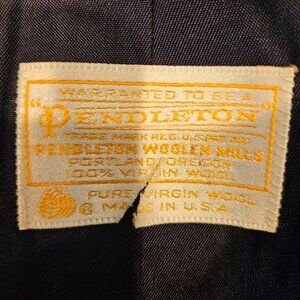 WARRANTED TO BE A
"PENDLETON"
TRADE MARK REG. U.S. PAT. OFF.
PENDLETON WOOLEN MILLS
PORTLAND, OREGON
100% VIRGIN WOOL
PURE VIRGIN WOOL
® MADE IN U.S.A.